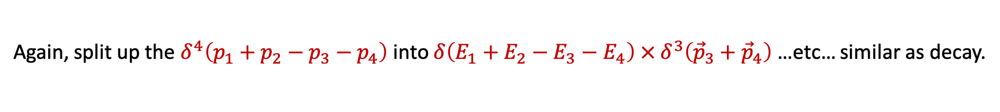 Again, split up the δ⁴(p₁ + p₂ − p₃ − p₄) into δ(E₁ + E₂ − E₃ − E₄) × δ³(p⃗₃ + p⃗₄) ...etc... similar as decay.